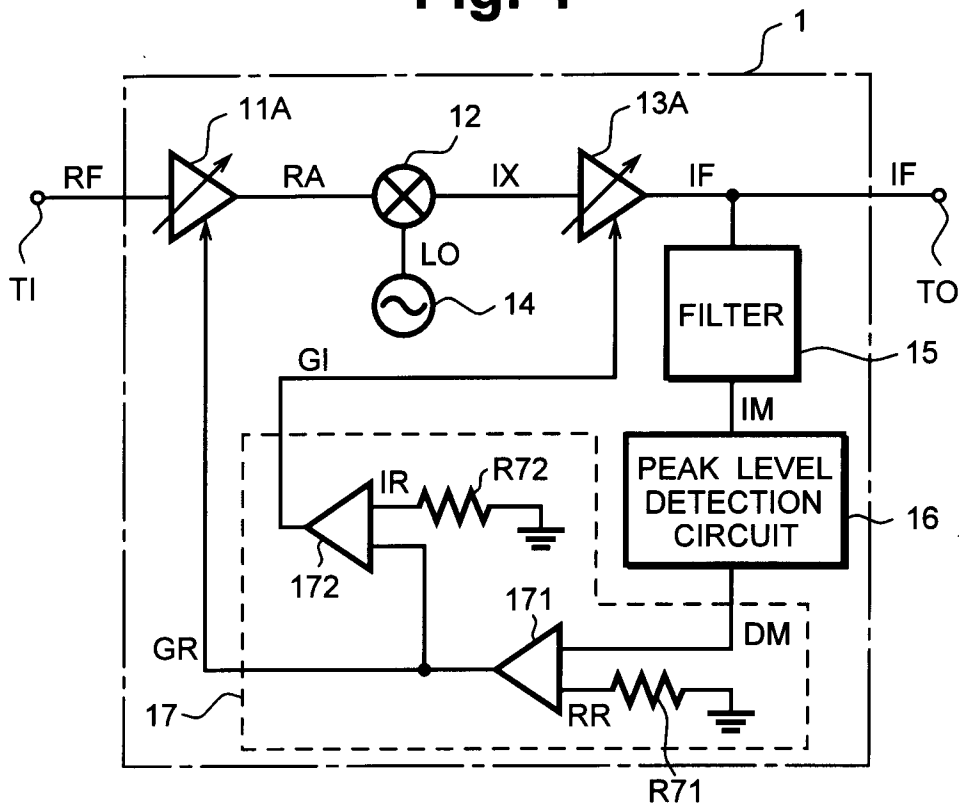 Fig. 1
1
11A
12
13A
RF
RA
IX
IF
IF
LO
TI
14
TO
FILTER
15
GI
IM
IR
R72
PEAK LEVEL
DETECTION
CIRCUIT
16
172
171
DM
GR
RR
17
R71